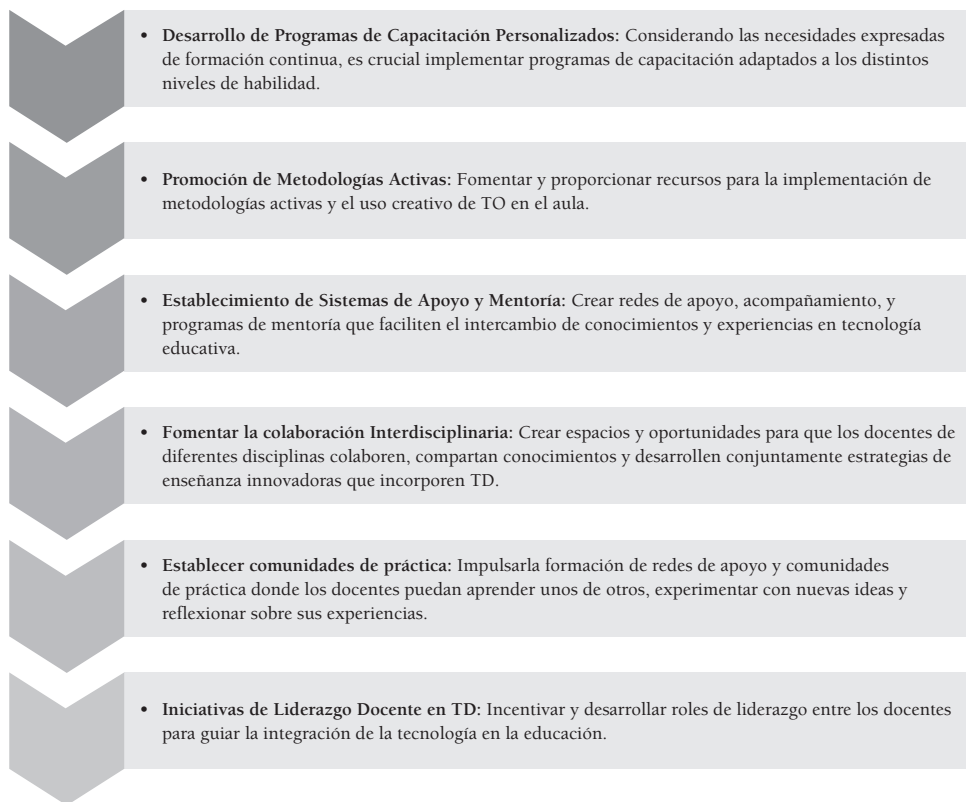 • Desarrollo de Programas de Capacitación Personalizados: Considerando las necesidades expresadas
de formación continua, es crucial implementar programas de capacitación adaptados a los distintos
niveles de habilidad.
• Promoción de Metodologías Activas: Fomentar y proporcionar recursos para la implementación de
metodologías activas y el uso creativo de TO en el aula.
• Establecimiento de Sistemas de Apoyo y Mentoría: Crear redes de apoyo, acompañamiento, y
programas de mentoría que faciliten el intercambio de conocimientos y experiencias en tecnología
educativa.
• Fomentar la colaboración Interdisciplinaria: Crear espacios y oportunidades para que los docentes de
diferentes disciplinas colaboren, compartan conocimientos y desarrollen conjuntamente estrategias de
enseñanza innovadoras que incorporen TD.
• Establecer comunidades de práctica: Impulsarla formación de redes de apoyo y comunidades
de práctica donde los docentes puedan aprender unos de otros, experimentar con nuevas ideas y
reflexionar sobre sus experiencias.
• Iniciativas de Liderazgo Docente en TD: Incentivar y desarrollar roles de liderazgo entre los docentes
para guiar la integración de la tecnología en la educación.